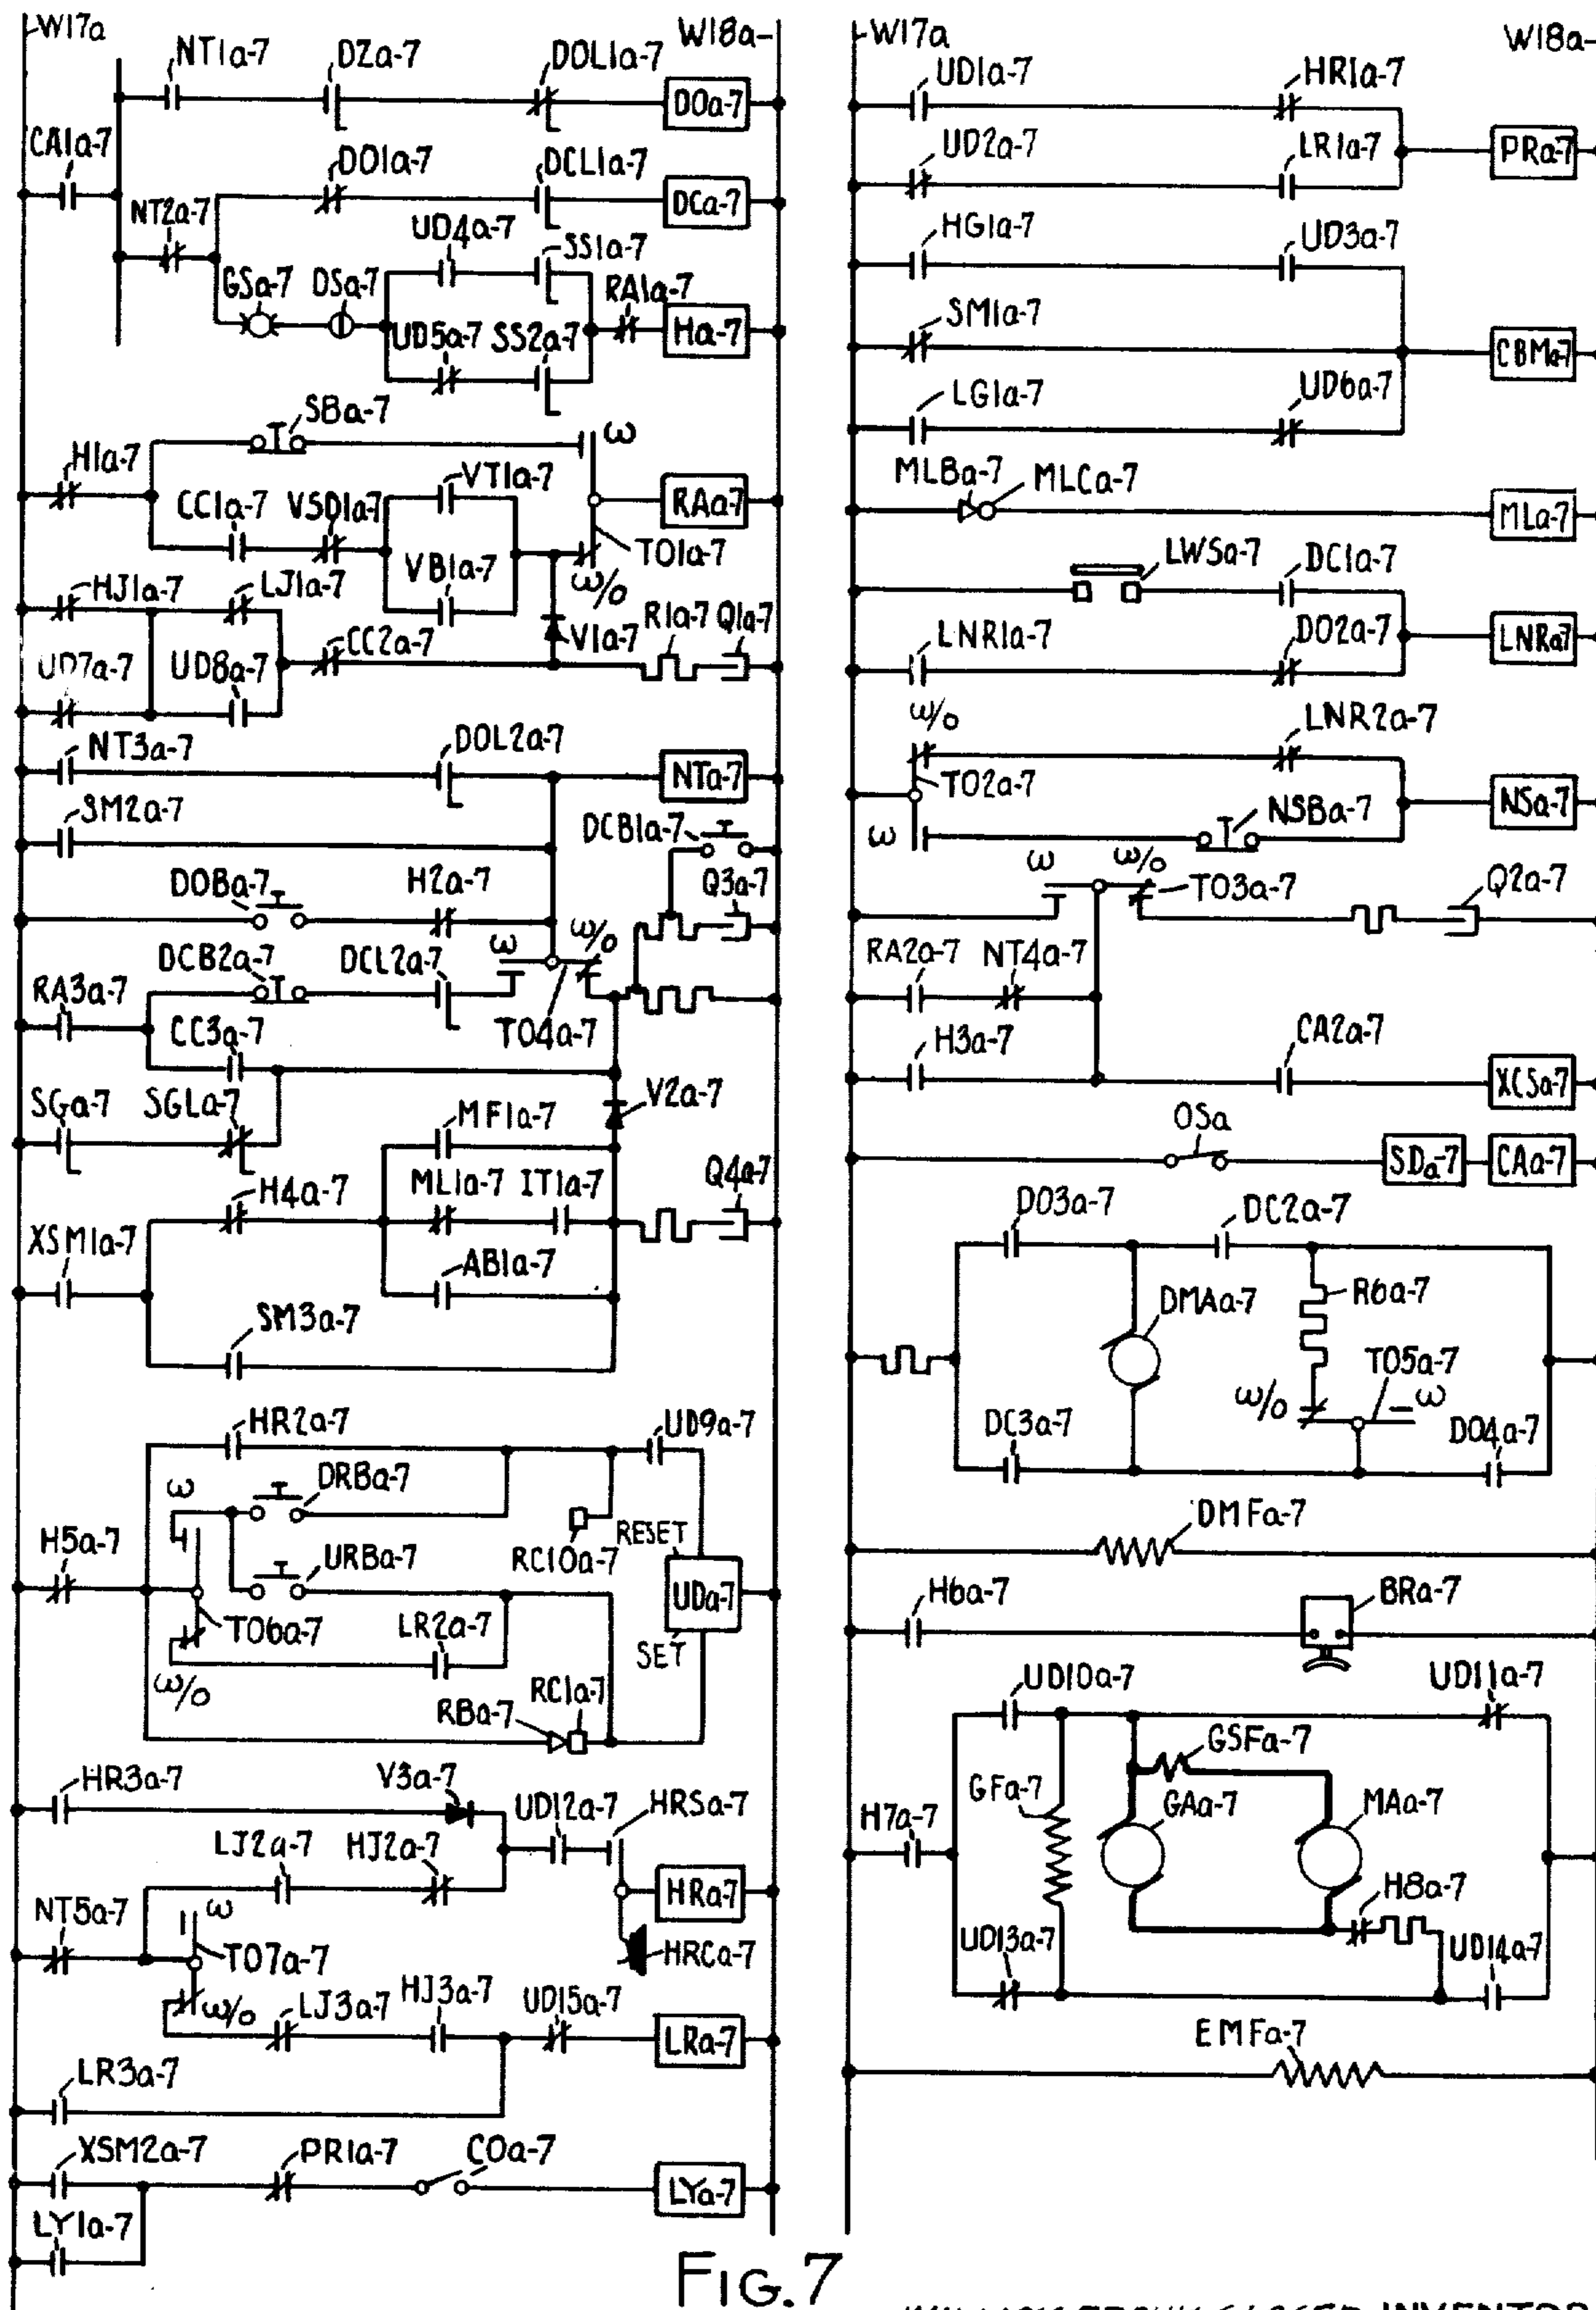 W17a
W18a
NT1a-7
DZa-7
DOL1a-7
DOa-7
CA1a-7
DO1a-7
DCL1a-7
DCa-7
NT2a-7
UD4a-7
SS1a-7
GSa-7
DSa-7
RA1a-7
Ha-7
UD5a-7
SS2a-7
SBa-7
ω
H1a-7
VT1a-7
CC1a-7
VSD1a-7
RAa-7
TO1a-7
VB1a-7
ω/o
HJ1a-7
LJ1a-7
V1a-7
R1a-7
Q1a-7
CC2a-7
UD7a-7
UD8a-7
NT3a-7
DOL2a-7
NTa-7
SM2a-7
DCB1a-7
DOBa-7
H2a-7
Q3a-7
ω
ω/o
DCB2a-7
DCL2a-7
RA3a-7
TO4a-7
CC3a-7
SGa-7
SGLa-7
MF1a-7
V2a-7
H4a-7
ML1a-7
IT1a-7
Q4a-7
XSM1a-7
AB1a-7
SM3a-7
HR2a-7
UD9a-7
ω
DRBa-7
RESET
H5a-7
URBa-7
RC10a-7
UDa-7
TO6a-7
LR2a-7
SET
ω/o
RBa-7
RC1a-7
HR3a-7
V3a-7
UD12a-7
HRSa-7
LJ2a-7
HJ2a-7
HRa-7
NT5a-7
ω
TO7a-7
HRCa-7
ω/o
LJ3a-7
HJ3a-7
UD15a-7
LRa-7
LR3a-7
XSM2a-7
PR1a-7
COa-7
LYa-7
LY1a-7
W17a
W18a
UD1a-7
HR1a-7
UD2a-7
LR1a-7
PRa-7
HG1a-7
UD3a-7
SM1a-7
CBMa-7
LG1a-7
UD6a-7
MLBa-7
MLCa-7
MLa-7
LWSa-7
DC1a-7
LNR1a-7
DO2a-7
LNRa7
ω/o
LNR2a-7
TO2a-7
NSBa-7
NSa-7
ω
ω
ω/o
TO3a-7
Q2a-7
RA2a-7
NT4a-7
H3a-7
CA2a-7
XCSa-7
OSa
SDa-7
CAa-7
DO3a-7
DC2a-7
DMAa-7
R6a-7
TO5a-7
ω/o
ω
DC3a-7
DO4a-7
DMFa-7
H6a-7
BRa-7
UD10a-7
UD11a-7
GSFa-7
GFa-7
GAa-7
MAa-7
H7a-7
H8a-7
UD13a-7
UD14a-7
EMFa-7
FIG.7
INVENTOR